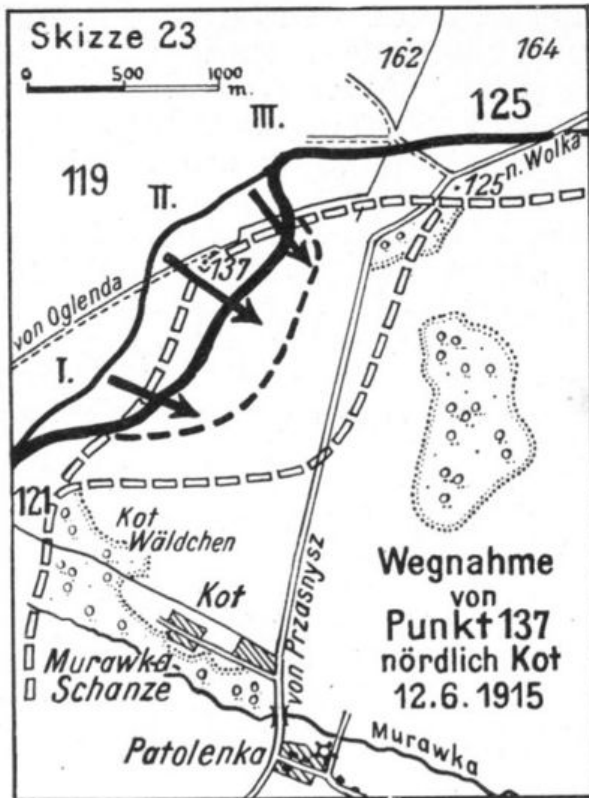 Skizze 23
0 500 1000
m.
162
164
125
III.
119
II.
125
n. Wolka
137
von Oglenda
I.
121
Kot
Wäldchen
Kot
von Przasnysz
Murawka
Schanze
Patolenka
Murawka
Wegnahme
von
Punkt 137
nördlich Kot
12.6.1915